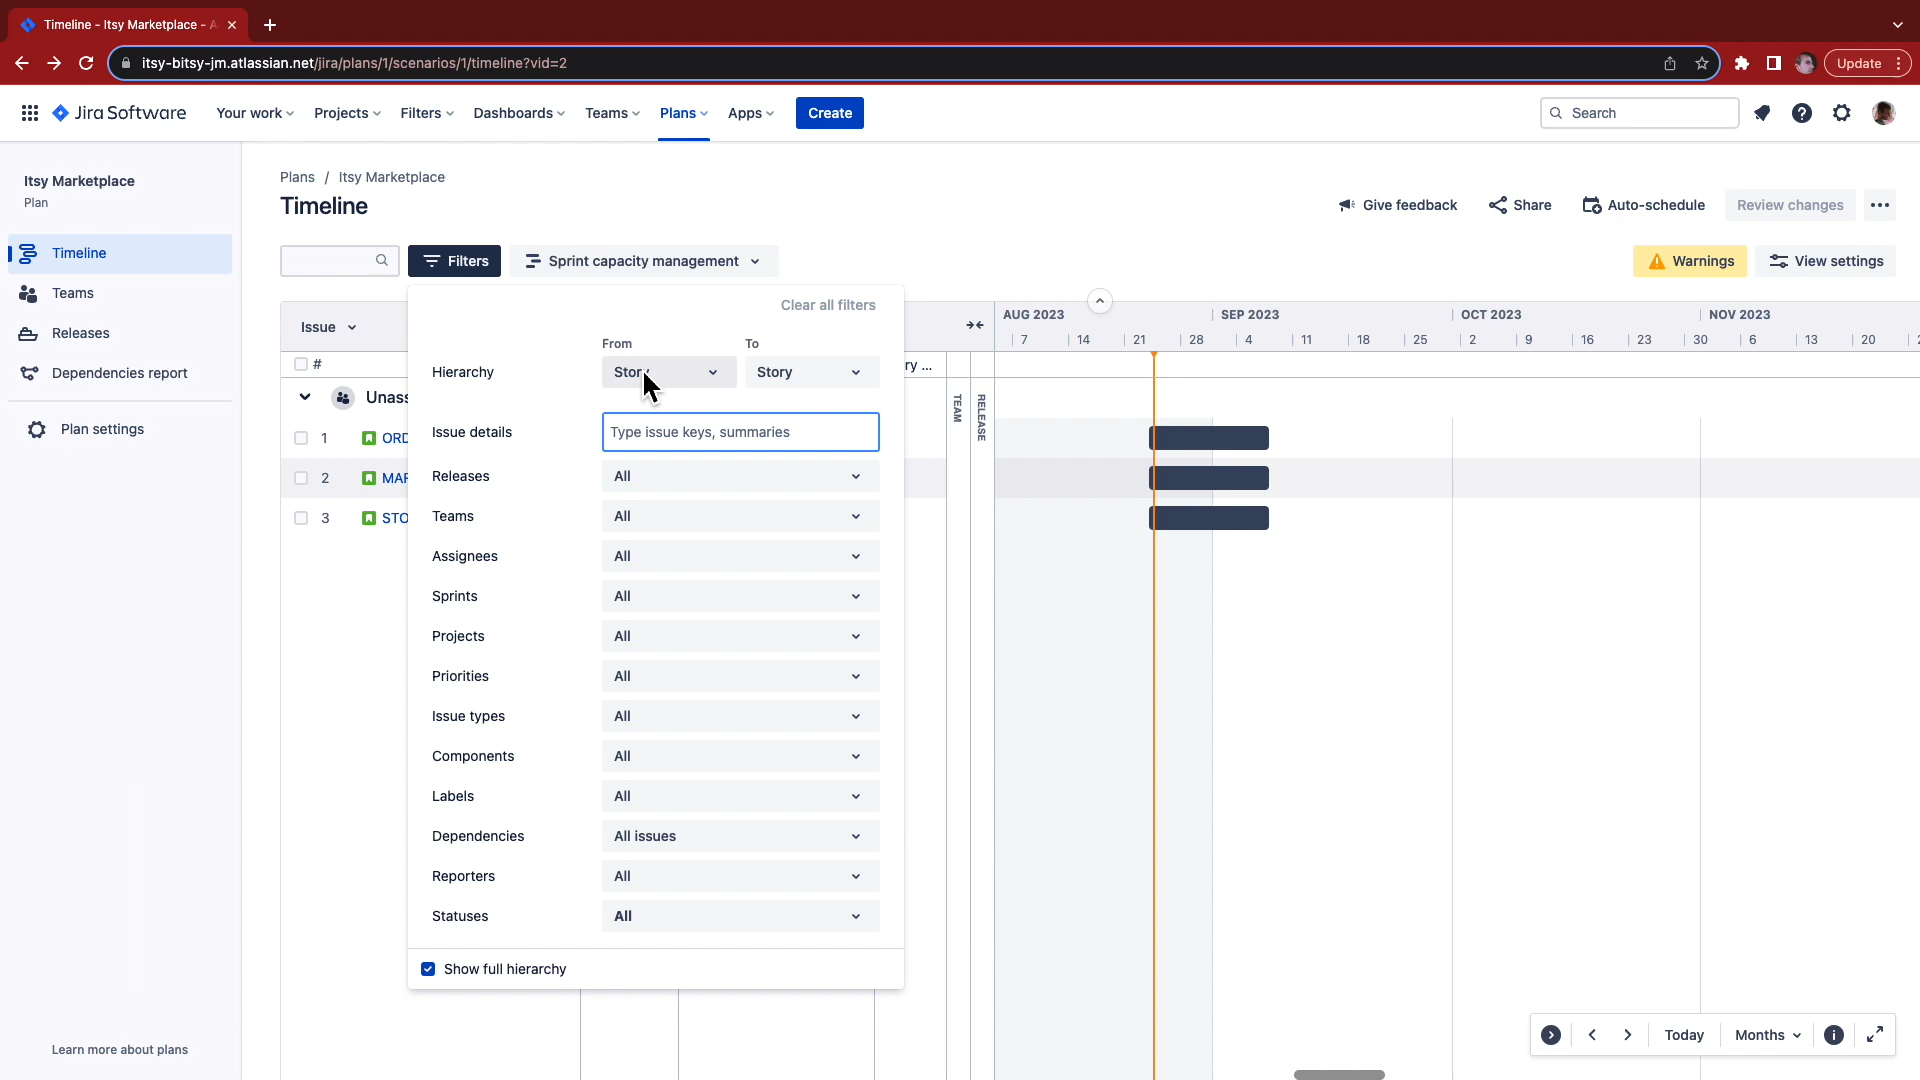 Timeline - Itsy Marketplace -
itsy-bitsy-jm.atlassian.net/jira/plans/1/scenarios/1/timeline?vid=2
Update
Jira Software
Your work
Projects
Filters
Dashboards
Teams
Plans
Apps
Create
Search
Itsy Marketplace
Plan
Timeline
Teams
Releases
Dependencies report
Plan settings
Learn more about plans
Plans / Itsy Marketplace
Timeline
Give feedback
Share
Auto-schedule
Review changes
Filters
Sprint capacity management
Warnings
View settings
Clear all filters
From
To
Hierarchy
Story
Story
Issue details
Type issue keys, summaries
Releases
All
Teams
All
Assignees
All
Sprints
All
Projects
All
Priorities
All
Issue types
All
Components
All
Labels
All
Dependencies
All issues
Reporters
All
Statuses
All
Show full hierarchy
Issue
#
Unass
1 ORD
2 MAR
3 STO
ry ...
TEAM
RELEASE
AUG 2023
SEP 2023
OCT 2023
NOV 2023
7 14 21 28 4 11 18 25 2 9 16 23 30 6 13 20
Today
Months